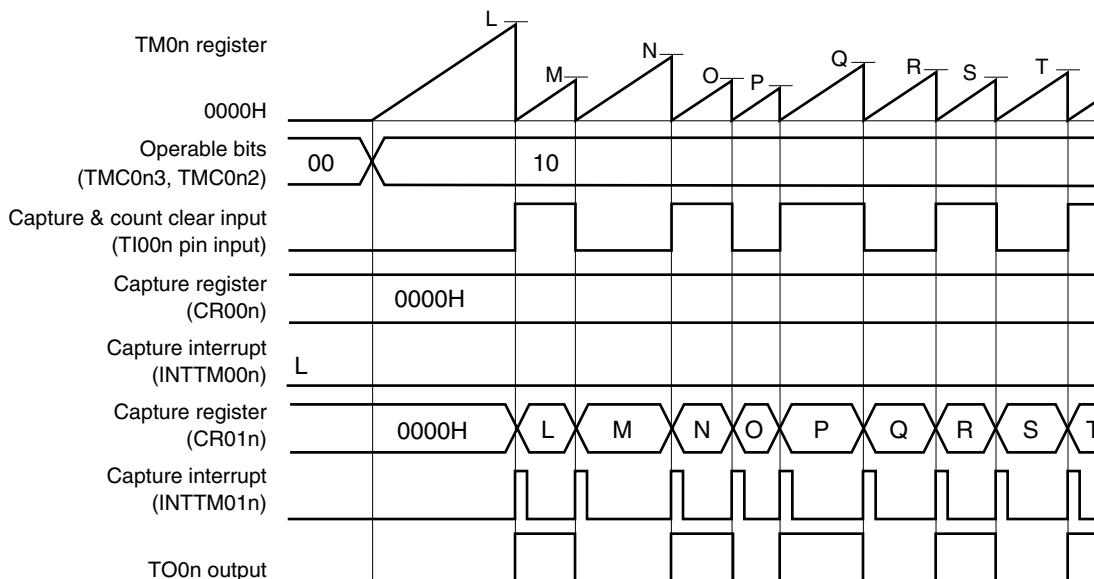 TM0n register
0000H
L
M
N
O
P
Q
R
S
T
Operable bits
(TMC0n3, TMC0n2)
00
10
Capture & count clear input
(TI00n pin input)
Capture register
(CR00n)
0000H
Capture interrupt
(INTTM00n)
L
Capture register
(CR01n)
0000H
L
M
N
O
P
Q
R
S
T
Capture interrupt
(INTTM01n)
TO0n output